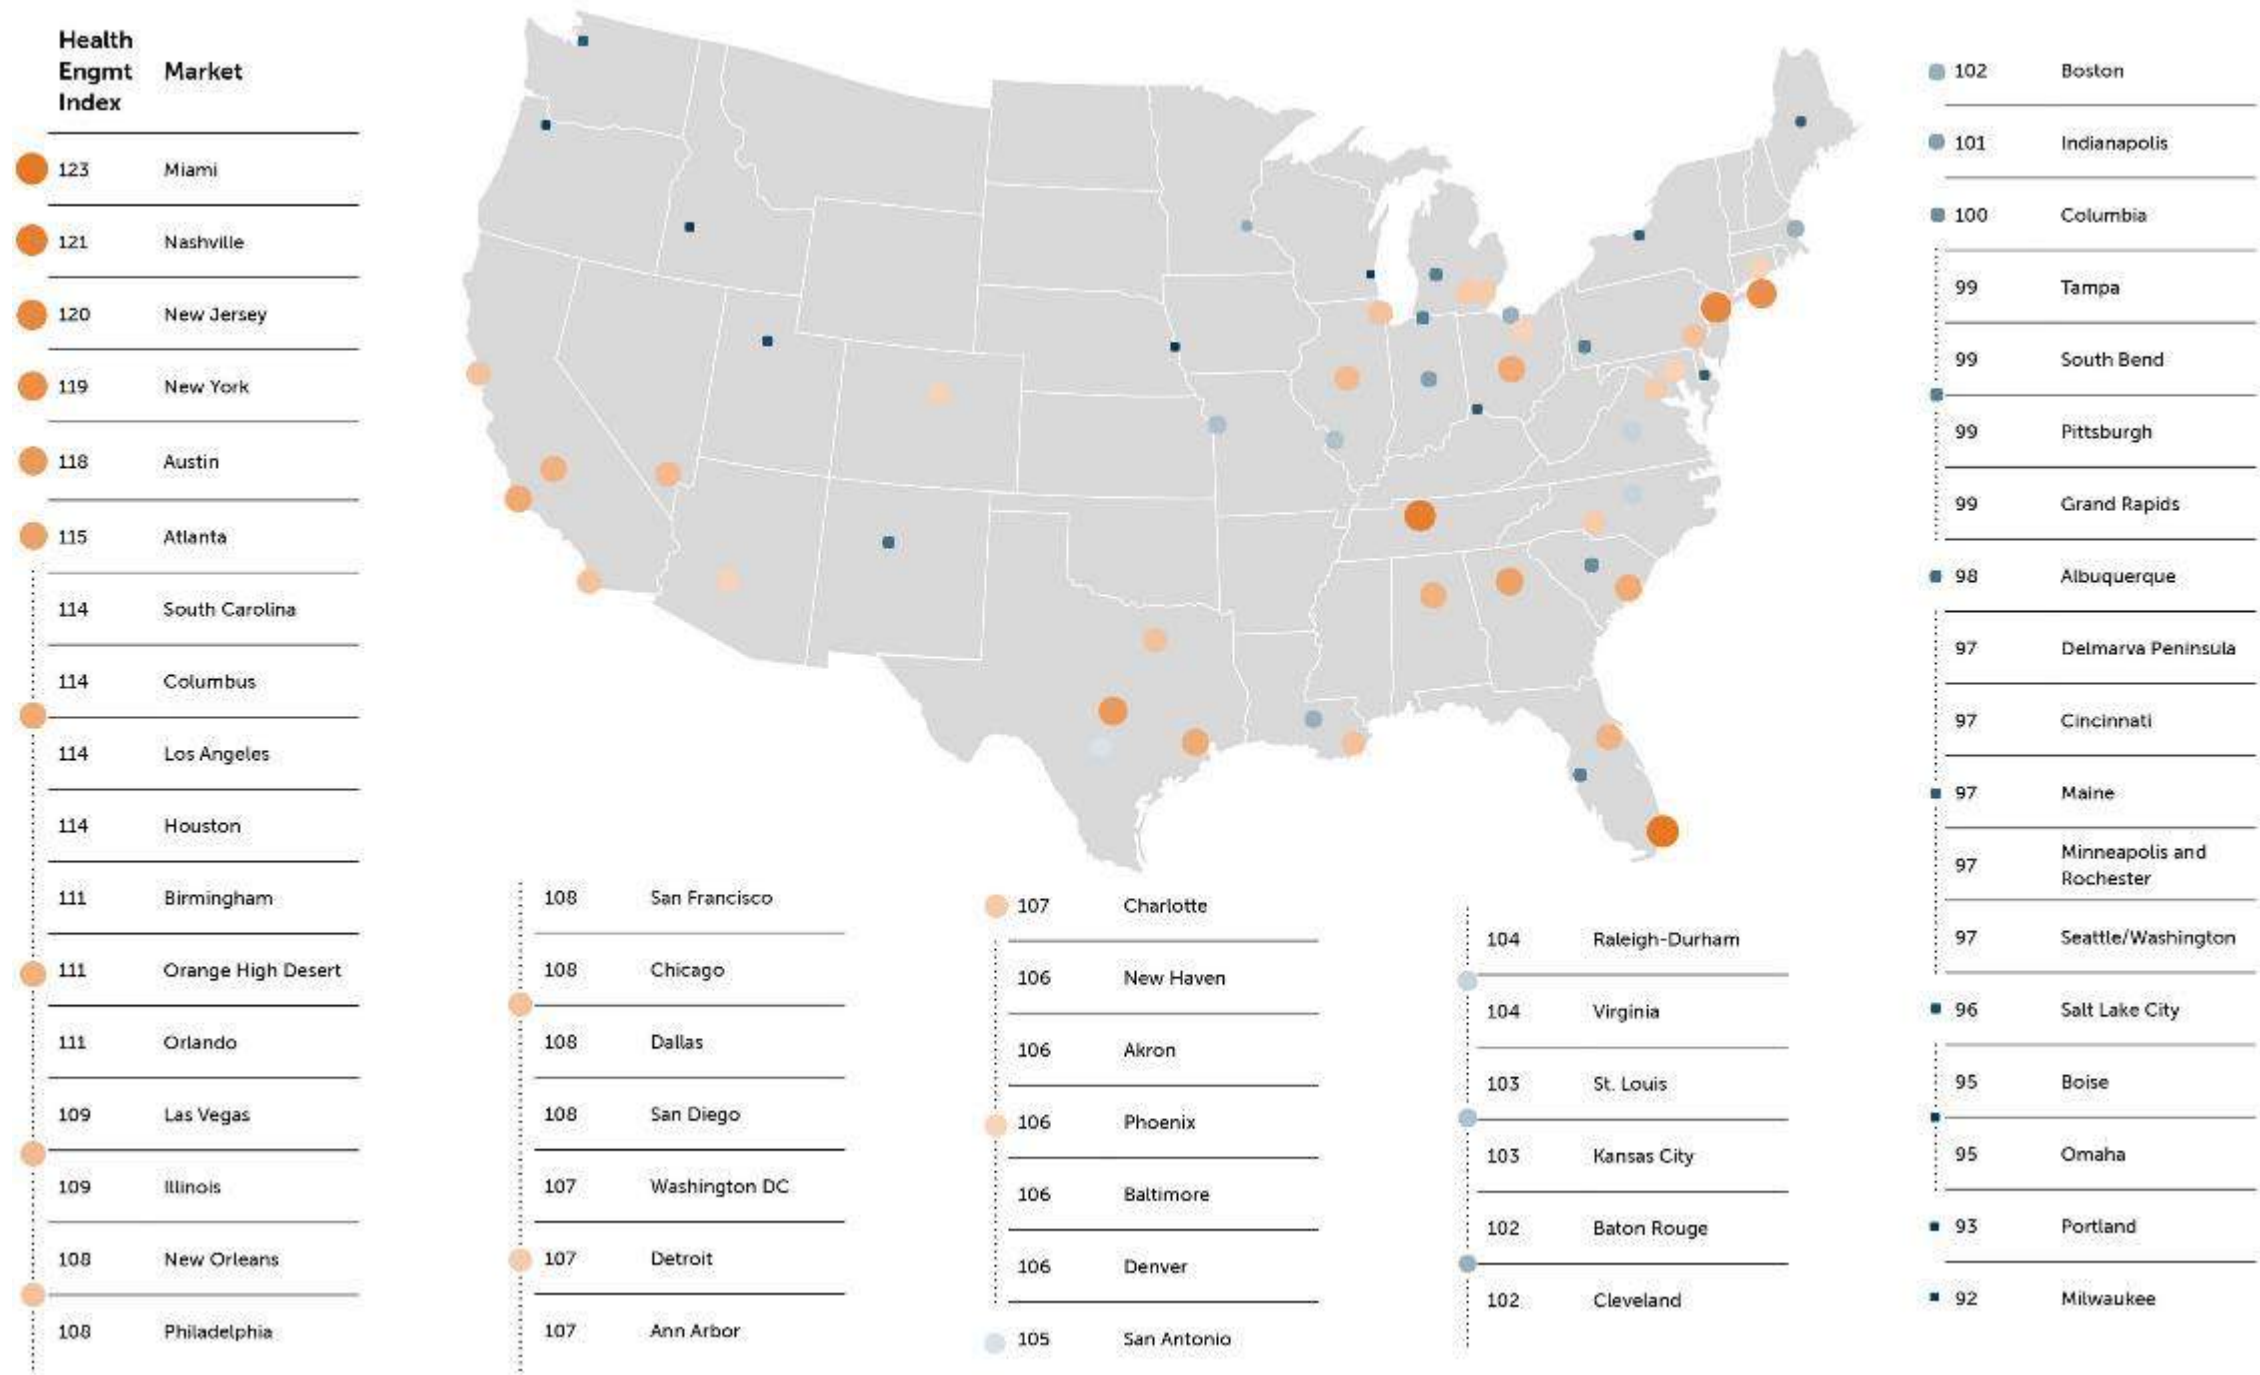 Health
Engmt Market
Index
123 Miami
121 Nashville
120 New Jersey
119 New York
118 Austin
115 Atlanta
114 South Carolina
114 Columbus
114 Los Angeles
114 Houston
111 Birmingham
111 Orange High Desert
111 Orlando
109 Las Vegas
109 Illinois
108 New Orleans
108 Philadelphia
108 San Francisco
108 Chicago
108 Dallas
108 San Diego
107 Washington DC
107 Detroit
107 Ann Arbor
107 Charlotte
106 New Haven
106 Akron
106 Phoenix
106 Baltimore
106 Denver
105 San Antonio
104 Raleigh-Durham
104 Virginia
103 St. Louis
103 Kansas City
102 Baton Rouge
102 Cleveland
102 Boston
101 Indianapolis
100 Columbia
99 Tampa
99 South Bend
99 Pittsburgh
99 Grand Rapids
98 Albuquerque
97 Delmarva Peninsula
97 Cincinnati
97 Maine
97 Minneapolis and
Rochester
97 Seattle/Washington
96 Salt Lake City
95 Boise
95 Omaha
93 Portland
92 Milwaukee